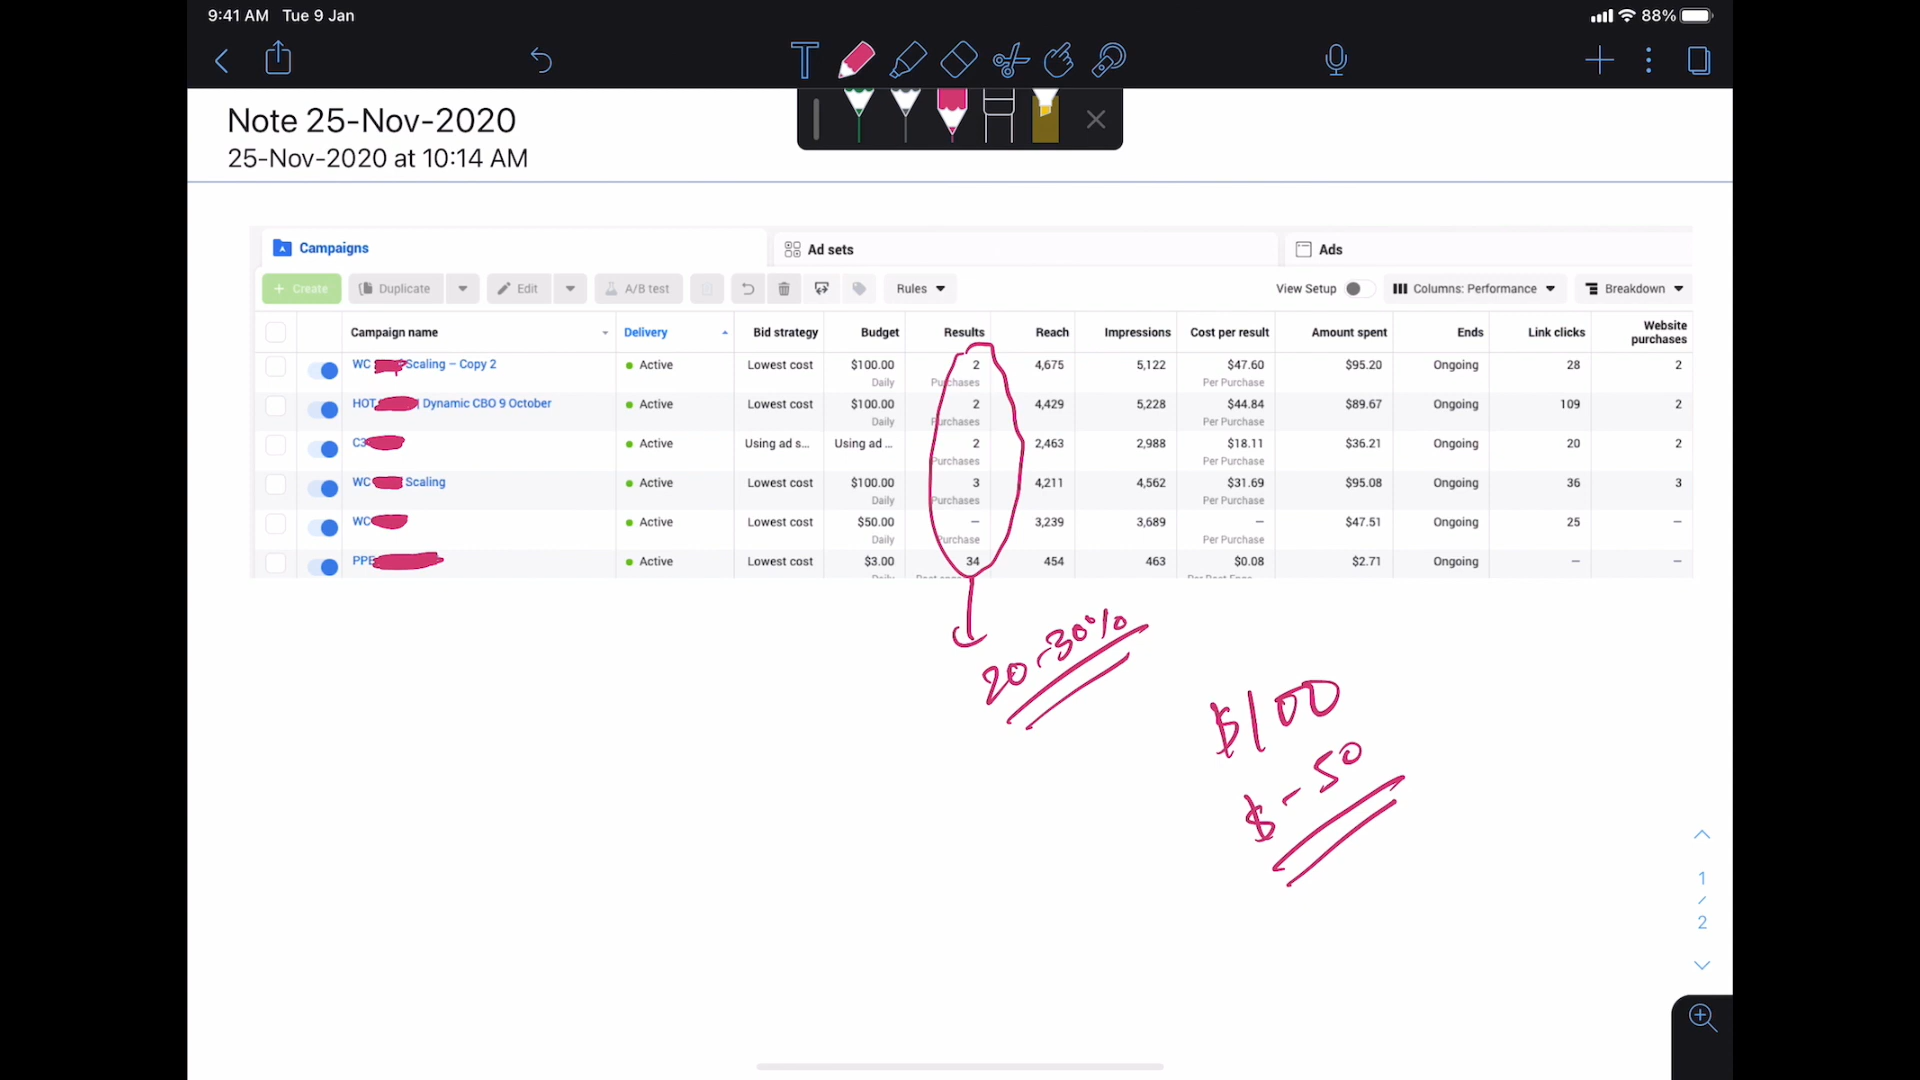 9:41 AM Tue 9 Jan 88%
Note 25-Nov-2020
25-Nov-2020 at 10:14 AM
Campaigns Ad sets Ads
+ Create Duplicate Edit A/B test Rules View Setup Columns: Performance Breakdown
Campaign name Delivery Bid strategy Budget Results Reach Impressions Cost per result Amount spent Ends Link clicks Website purchases
WC Scaling – Copy 2 Active Lowest cost $100.00 2 4,675 5,122 $47.60 $95.20 Ongoing 28 2
Daily Purchases Per Purchase
HOT | Dynamic CBO 9 October Active Lowest cost $100.00 2 4,429 5,228 $44.84 $89.67 Ongoing 109 2
Daily Purchases Per Purchase
C3 Active Using ad s... Using ad ... 2 2,463 2,988 $18.11 $36.21 Ongoing 20 2
Purchases Per Purchase
WC Scaling Active Lowest cost $100.00 3 4,211 4,562 $31.69 $95.08 Ongoing 36 3
Daily Purchases Per Purchase
WC Active Lowest cost $50.00 — 3,239 3,689 — $47.51 Ongoing 25 —
Daily Purchase Per Purchase
PPE Active Lowest cost $3.00 34 454 463 $0.08 $2.71 Ongoing — —
20-30%
$100
$-50
1
/
2